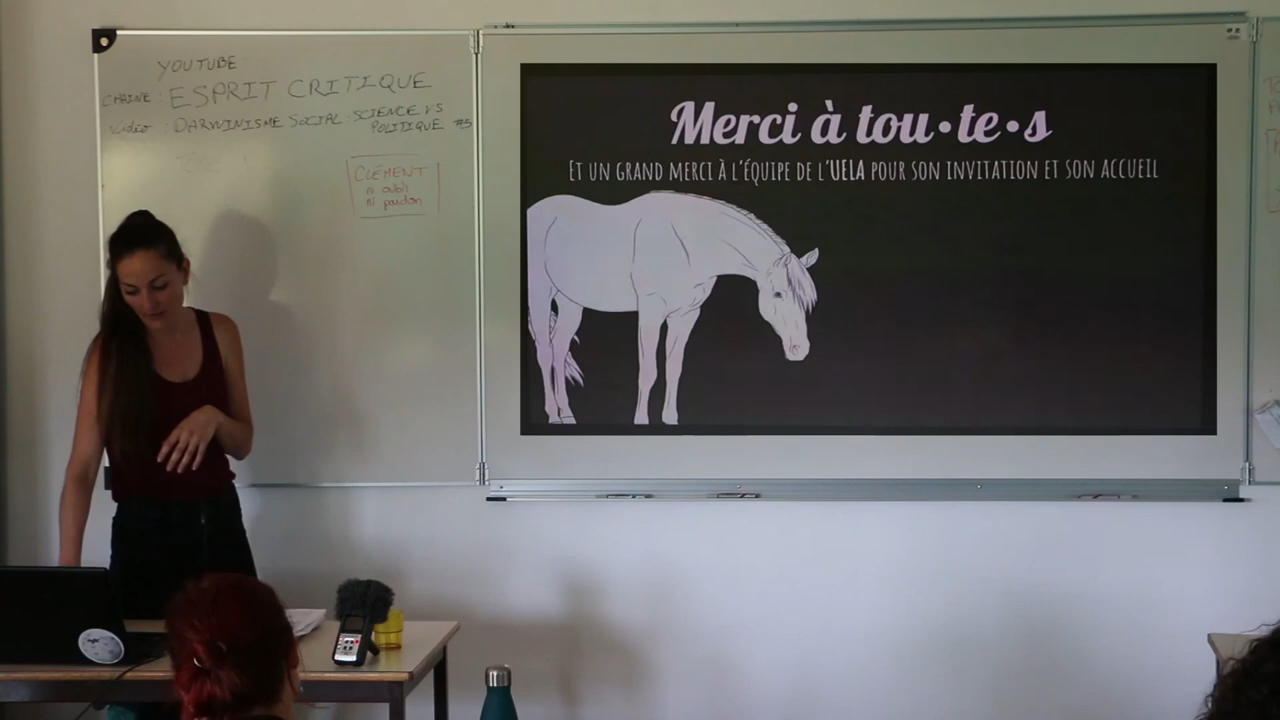 YOUTUBE
CHAINE : ESPRIT CRITIQUE
Vidéo : DARWINISME SOCIAL : SCIENCE VS
POLITIQUE #5
CLÉMENT
ni oubli
ni pardon
Merci à tou•te•s
Et un grand merci à l'équipe de l'UELA pour son invitation et son accueil